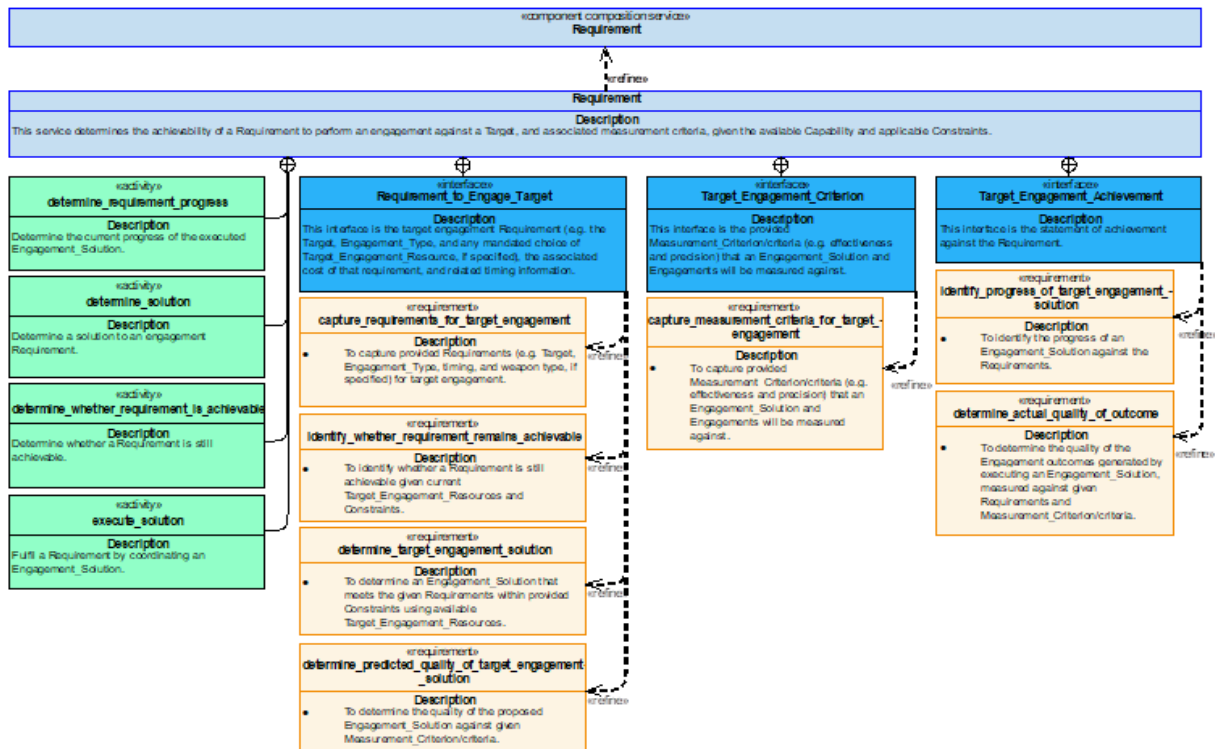 «component composition service»
Requirement
«refine»
Requirement
Description
This service determines the achievability of a Requirement to perform an engagement against a Target, and associated measurement criteria, given the available Capability and applicable Constraints.
«activity»
determine_requirement_progress
Description
Determine the current progress of the executed
Engagement_Solution.
«activity»
determine_solution
Description
Determine a solution to an engagement
Requirement.
«activity»
determine_whether_requirement_is_achievable
Description
Determine whether a Requirement is still
achievable.
«activity»
execute_solution
Description
Fulfil a Requirement by coordinating an
Engagement_Solution.
«interface»
Requirement_to_Engage_Target
Description
This interface is the target engagement Requirement (e.g. the
Target, Engagement_Type, and any mandated choice of
Target_Engagement_Resource, if specified), the associated
cost of that requirement, and related timing information.
«requirement»
capture_requirements_for_target_engagement
Description
• To capture provided Requirements (e.g. Target,
Engagement_Type, timing, and weapon type, if
specified) for target engagement.
«refine»
«requirement»
identify_whether_requirement_remains_achievable
Description
• To identify whether a Requirement is still
achievable given current
Target_Engagement_Resources and
Constraints.
«refine»
«requirement»
determine_target_engagement_solution
Description
• To determine an Engagement_Solution that
meets the given Requirements within provided
Constraints using available
Target_Engagement_Resources.
«refine»
«requirement»
determine_predicted_quality_of_target_engagement
_solution
Description
• To determine the quality of the proposed
Engagement_Solution against given
Measurement_Criterion/criteria.
«refine»
«interface»
Target_Engagement_Criterion
Description
This interface is the provided
Measurement_Criterion/criteria (e.g. effectiveness
and precision) that an Engagement_Solution and
Engagements will be measured against.
«requirement»
capture_measurement_criteria_for_target_-
engagement
Description
• To capture provided
Measurement_Criterion/criteria (e.g.
effectiveness and precision) that an
Engagement_Solution and
Engagements will be measured
against.
«refine»
«interface»
Target_Engagement_Achievement
Description
This interface is the statement of achievement
against the Requirement.
«requirement»
identify_progress_of_target_engagement_-
solution
Description
• To identify the progress of an
Engagement_Solution against the
Requirements.
«refine»
«requirement»
determine_actual_quality_of_outcome
Description
• To determine the quality of the
Engagement outcomes generated by
executing an Engagement_Solution,
measured against given
Requirements and
Measurement_Criterion/criteria.
«refine»